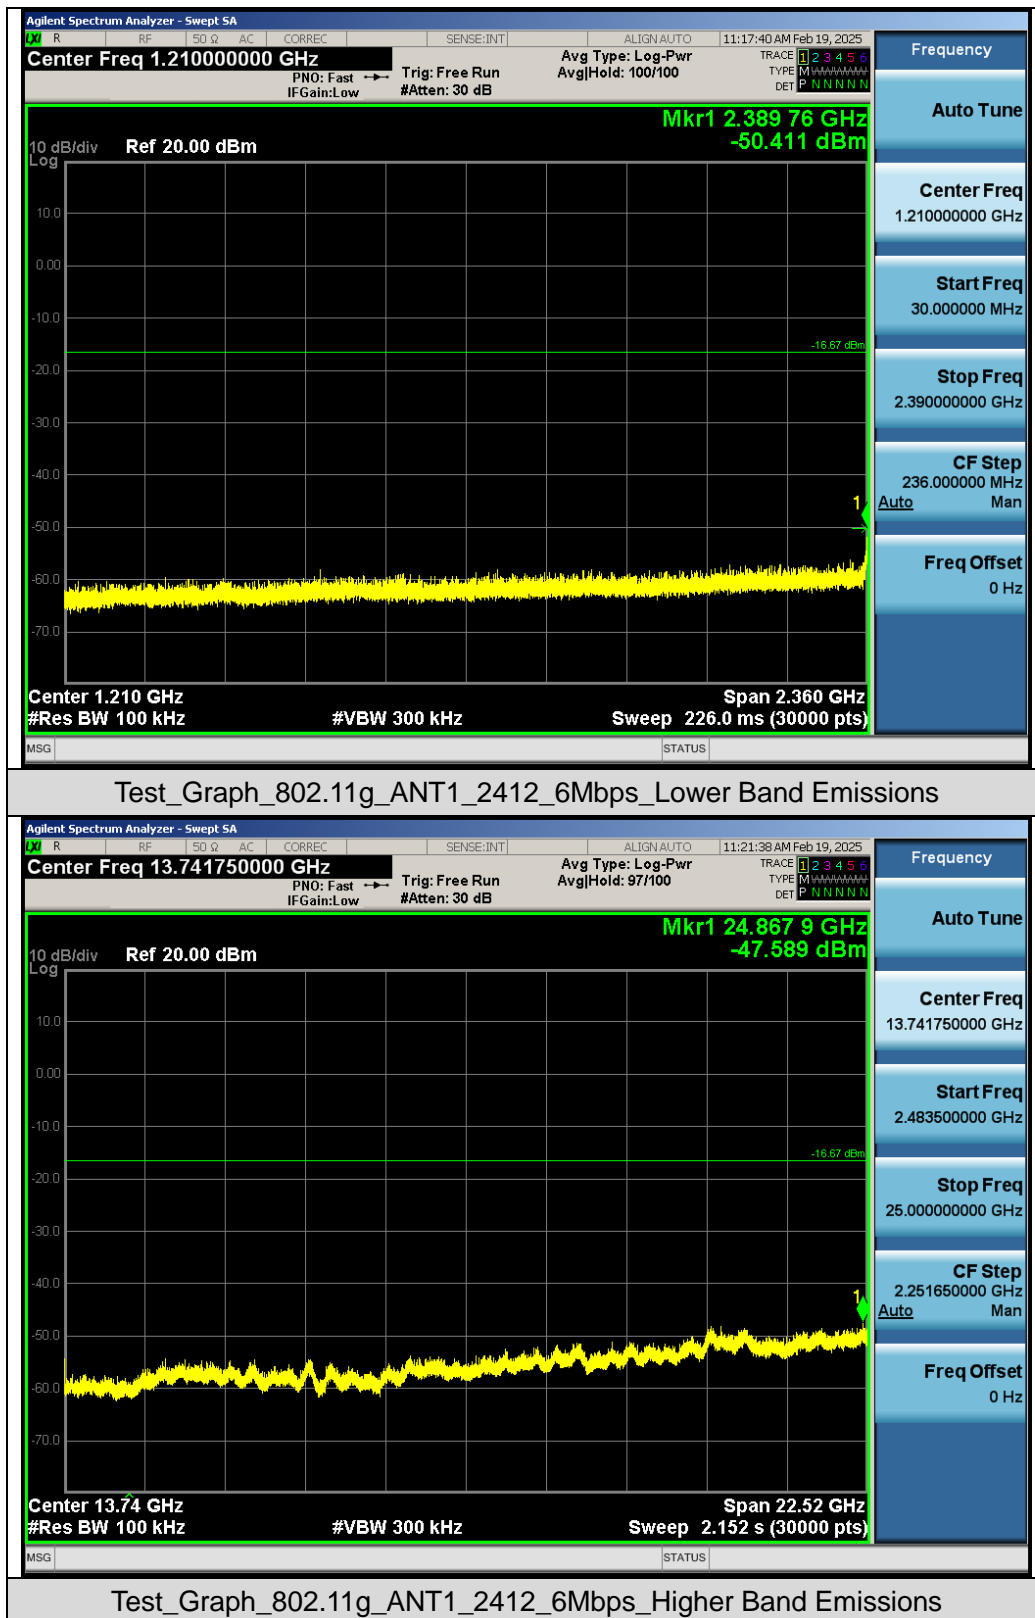 Agilent Spectrum Analyzer - Swept SA
LXI R RF 50 Ω AC CORREC SENSE:INT ALIGN AUTO 11:17:40 AM Feb 19, 2025
Center Freq 1.210000000 GHz
PNO: Fast Trig: Free Run Avg Type: Log-Pwr TRACE 1 2 3 4 5 6
IFGain:Low #Atten: 30 dB Avg|Hold: 100/100 TYPE M WWWWW
DET P N N N N N
Frequency
Auto Tune
Center Freq
1.210000000 GHz
Start Freq
30.000000 MHz
Stop Freq
2.390000000 GHz
CF Step
236.000000 MHz
Auto Man
Freq Offset
0 Hz
Mkr1 2.389 76 GHz
-50.411 dBm
10 dB/div Ref 20.00 dBm
Log
10.0
0.00
-10.0
-16.67 dBm
-20.0
-30.0
-40.0
1
-50.0
-60.0
-70.0
Center 1.210 GHz Span 2.360 GHz
#Res BW 100 kHz #VBW 300 kHz Sweep 226.0 ms (30000 pts)
MSG STATUS
Test_Graph_802.11g_ANT1_2412_6Mbps_Lower Band Emissions
Agilent Spectrum Analyzer - Swept SA
LXI R RF 50 Ω AC CORREC SENSE:INT ALIGN AUTO 11:21:38 AM Feb 19, 2025
Center Freq 13.741750000 GHz
PNO: Fast Trig: Free Run Avg Type: Log-Pwr TRACE 1 2 3 4 5 6
IFGain:Low #Atten: 30 dB Avg|Hold: 97/100 TYPE M WWWWW
DET P N N N N N
Frequency
Auto Tune
Center Freq
13.741750000 GHz
Start Freq
2.483500000 GHz
Stop Freq
25.000000000 GHz
CF Step
2.251650000 GHz
Auto Man
Freq Offset
0 Hz
Mkr1 24.867 9 GHz
-47.589 dBm
10 dB/div Ref 20.00 dBm
Log
10.0
0.00
-10.0
-16.67 dBm
-20.0
-30.0
-40.0
1
-50.0
-60.0
-70.0
Center 13.74 GHz Span 22.52 GHz
#Res BW 100 kHz #VBW 300 kHz Sweep 2.152 s (30000 pts)
MSG STATUS
Test_Graph_802.11g_ANT1_2412_6Mbps_Higher Band Emissions